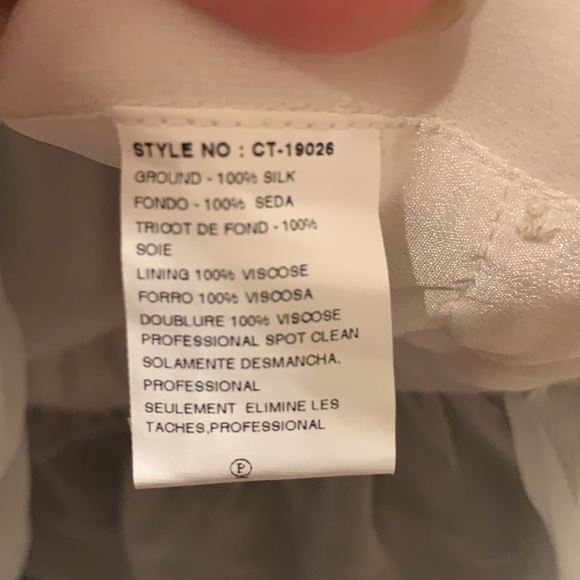 STYLE NO : CT-19026
GROUND - 100% SILK
FONDO - 100% SEDA
TRICOT DE FOND - 100%
SOIE
LINING 100% VISCOSE
FORRO 100% VISCOSA
DOUBLURE 100% VISCOSE
PROFESSIONAL SPOT CLEAN
SOLAMENTE DESMANCHA,
PROFESSIONAL
SEULEMENT ELIMINE LES
TACHES,PROFESSIONAL
P